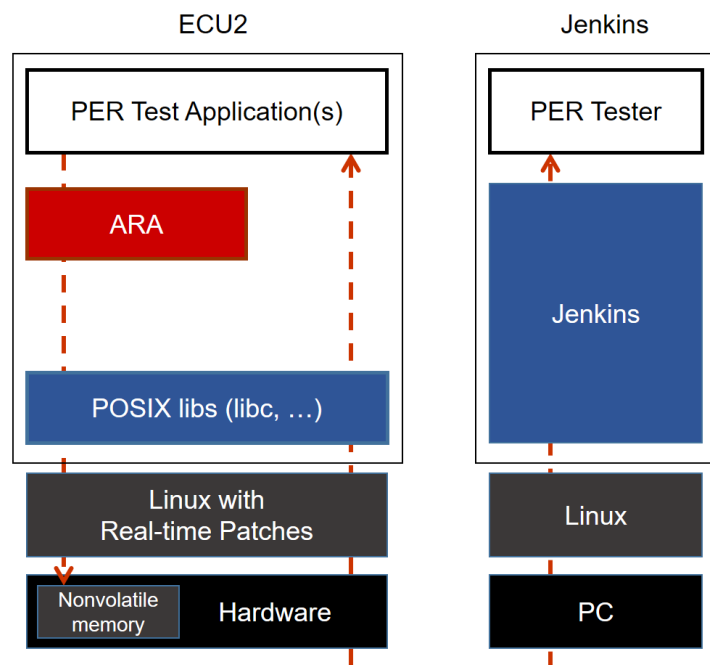 ECU2
PER Test Application(s)
ARA
POSIX libs (libc, …)
Linux with
Real-time Patches
Nonvolatile
memory
Hardware
Jenkins
PER Tester
Jenkins
Linux
PC